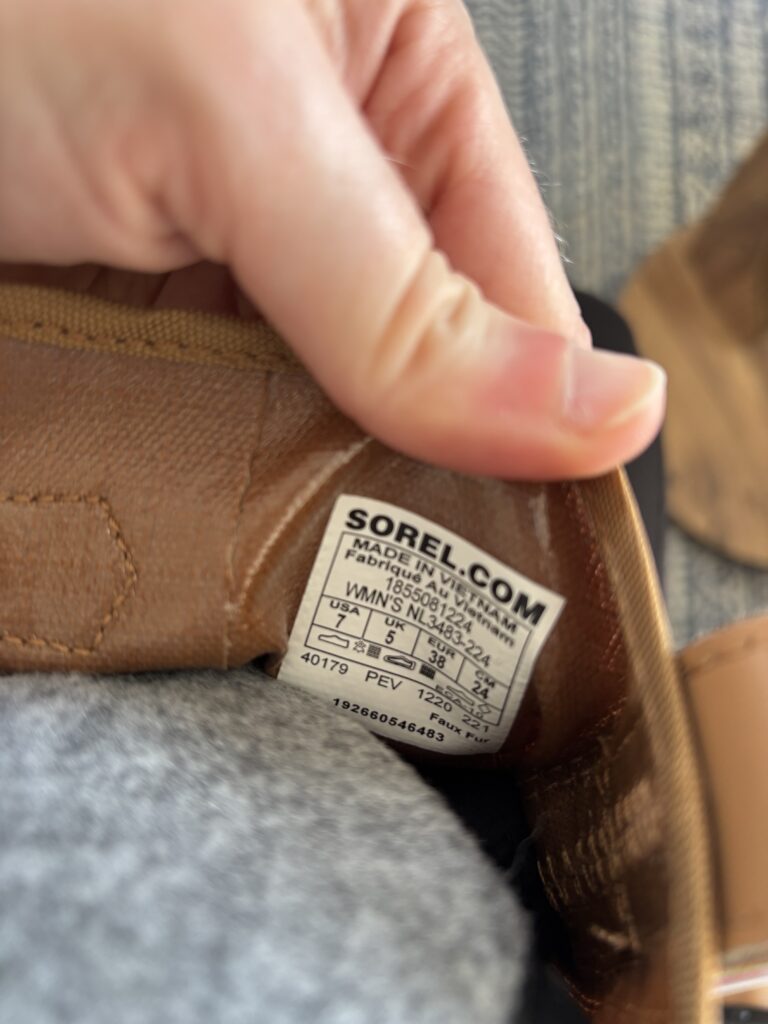 SOREL.COM
MADE IN VIETNAM
Fabriqué Au Vietnam
1855081224
WMN'S NL3483-224
USA UK EUR CM
7 5 38 24
40179 PEV 1220 221
Faux Fur
192660546483